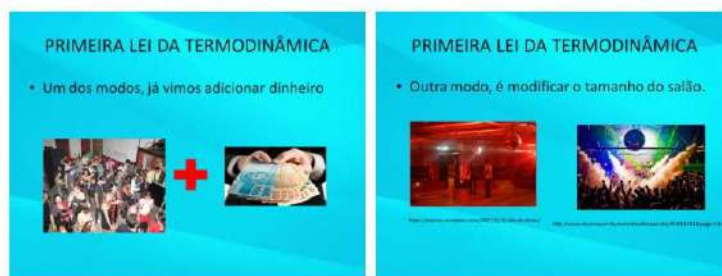 PRIMEIRA LEI DA TERMODINÂMICA
• Um dos modos, já vimos adicionar dinheiro
PRIMEIRA LEI DA TERMODINÂMICA
• Outra modo, é modificar o tamanho do salão.